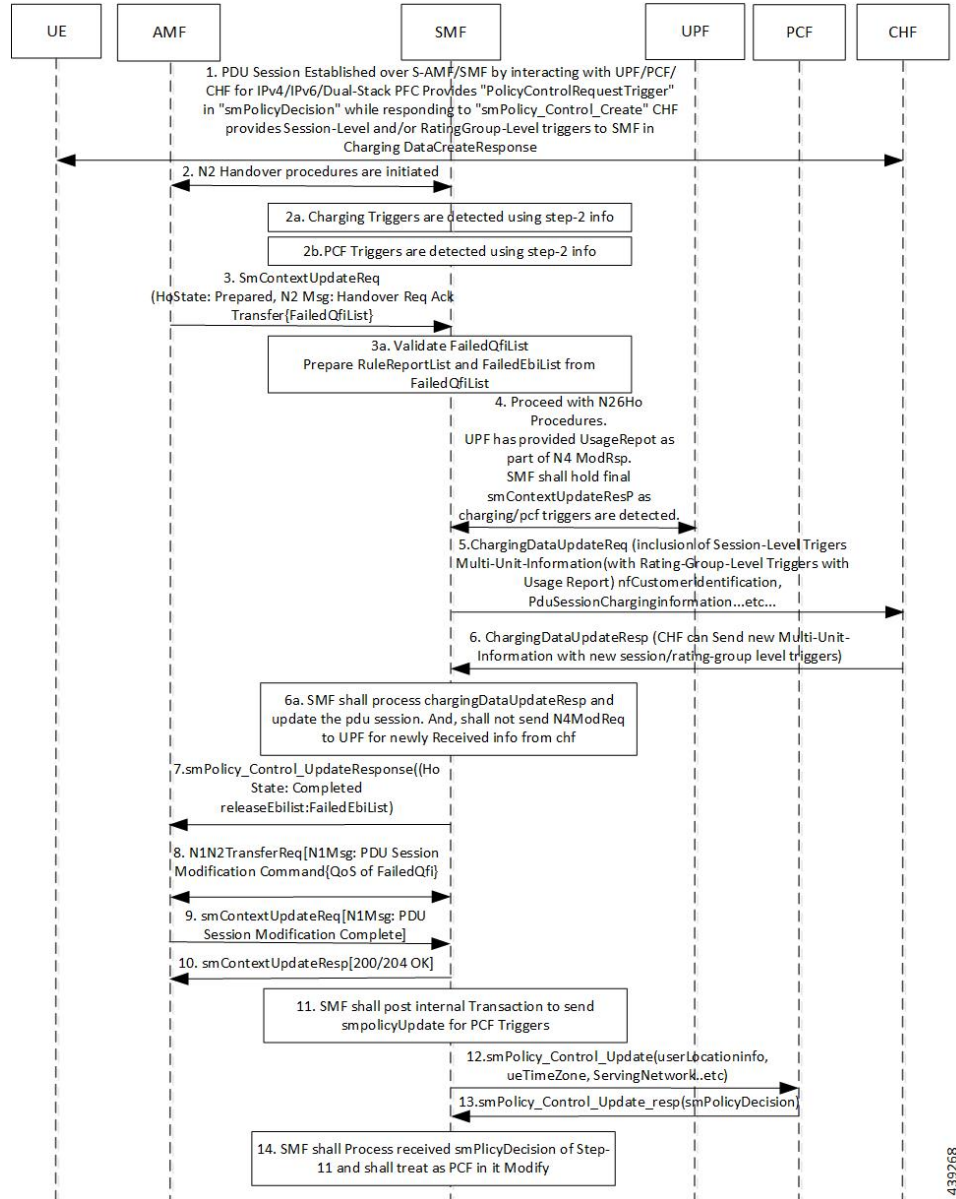 UE
AMF
SMF
UPF
PCF
CHF
1. PDU Session Established over S-AMF/SMF by interacting with UPF/PCF/
CHF for IPv4/IPv6/Dual-Stack PFC Provides "PolicyControlRequestTrigger"
in "smPolicyDecision" while responding to "smPolicy_Control_Create" CHF
provides Session-Level and/or RatingGroup-Level triggers to SMF in
Charging DataCreateResponse
2. N2 Handover procedures are initiated
2a. Charging Triggers are detected using step-2 info
2b.PCF Triggers are detected using step-2 info
3. SmContextUpdateReq
(HoState: Prepared, N2 Msg: Handover Req Ack
Transfer{FailedQfiList}
3a. Validate FailedQfiList
Prepare RuleReportList and FailedEbiList from
FailedQfiList
4. Proceed with N26Ho
Procedures.
UPF has provided UsageRepot as
part of N4 ModRsp.
SMF shall hold final
smContextUpdateResP as
charging/pcf triggers are detected.
5.ChargingDataUpdateReq (inclusion of Session-Level Trigers
Multi-Unit-Information(with Rating-Group-Level Triggers with
Usage Report) nfCustomerIdentification,
PduSessionCharginginformation...etc...
6. ChargingDataUpdateResp (CHF can Send new Multi-Unit-
Information with new session/rating-group level triggers)
6a. SMF shall process chargingDataUpdateResp and
update the pdu session. And, shall not send N4ModReq
to UPF for newly Received info from chf
7.smPolicy_Control_UpdateResponse((Ho
State: Completed
releaseEbilist:FailedEbiList)
8. N1N2TransferReq[N1Msg: PDU Session
Modification Command{QoS of FailedQfi}
9. smContextUpdateReq[N1Msg: PDU
Session Modification Complete]
10. smContextUpdateResp[200/204 OK]
11. SMF shall post internal Transaction to send
smpolicyUpdate for PCF Triggers
12.smPolicy_Control_Update(userLocationinfo,
ueTimeZone, ServingNetwork..etc)
13.smPolicy_Control_Update_resp(smPolicyDecision)
14. SMF shall Process received smPlicyDecision of Step-
11 and shall treat as PCF in it Modify
439268